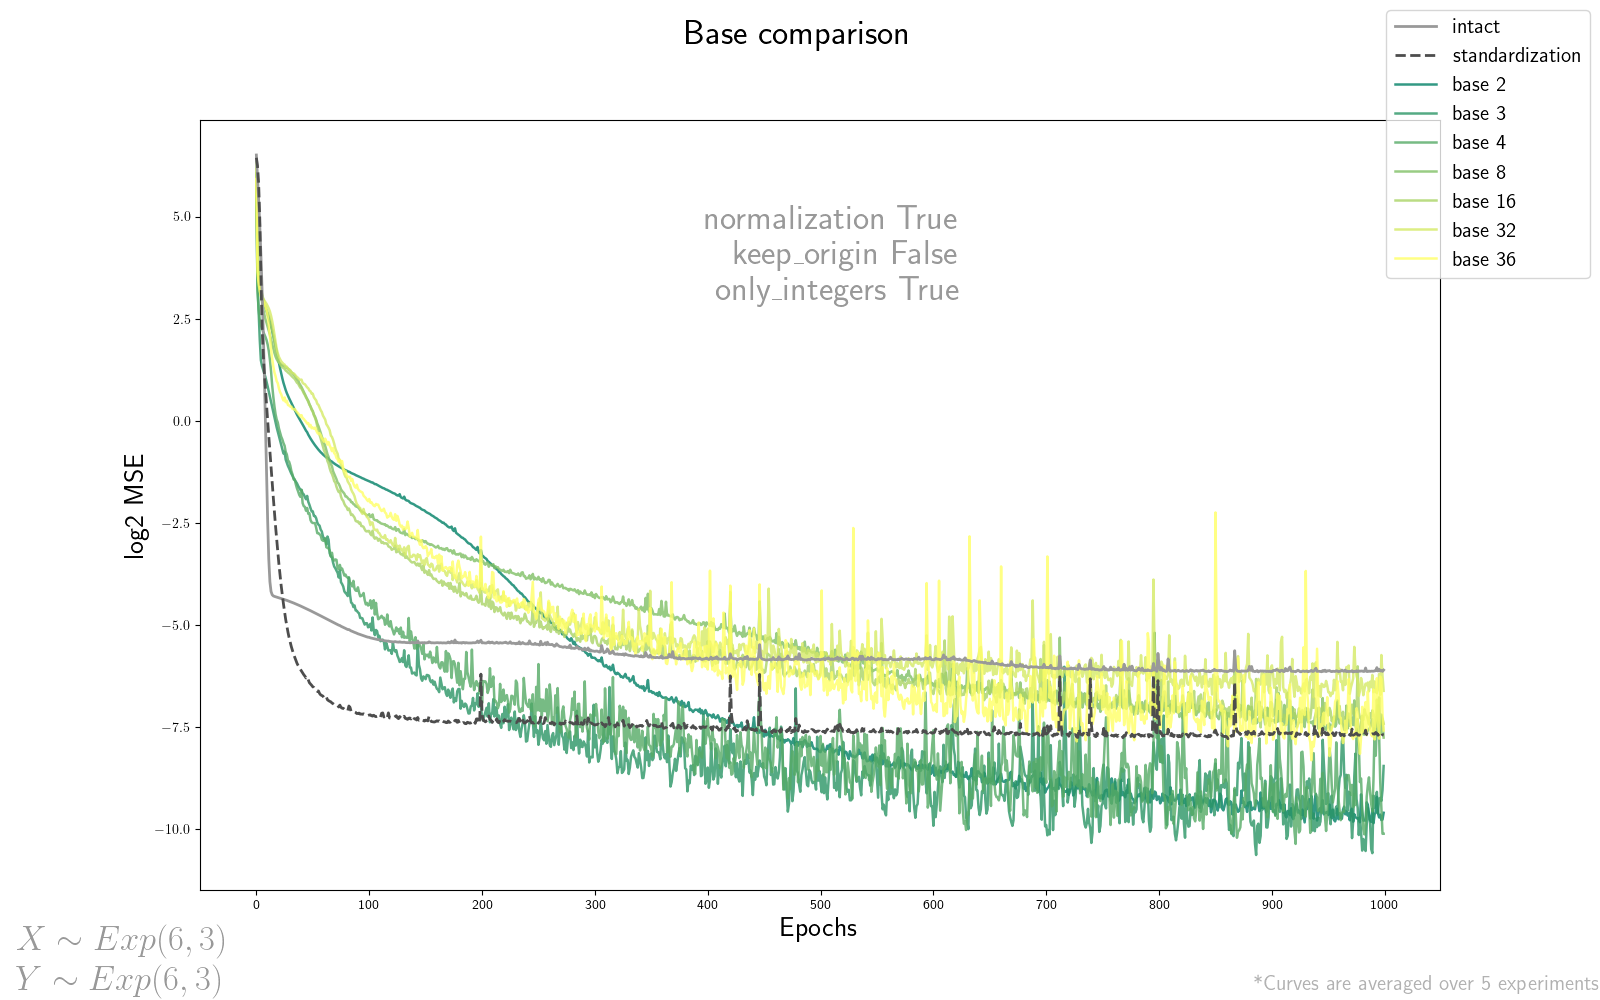 Base comparison
intact
standardization
base 2
base 3
base 4
base 8
base 16
base 32
base 36
normalization True
keep_origin False
only_integers True
log2 MSE
5.0
2.5
0.0
−2.5
−5.0
−7.5
−10.0
0 100 200 300 400 500 600 700 800 900 1000
Epochs
X ∼ Exp(6, 3)
Y ∼ Exp(6, 3)
*Curves are averaged over 5 experiments